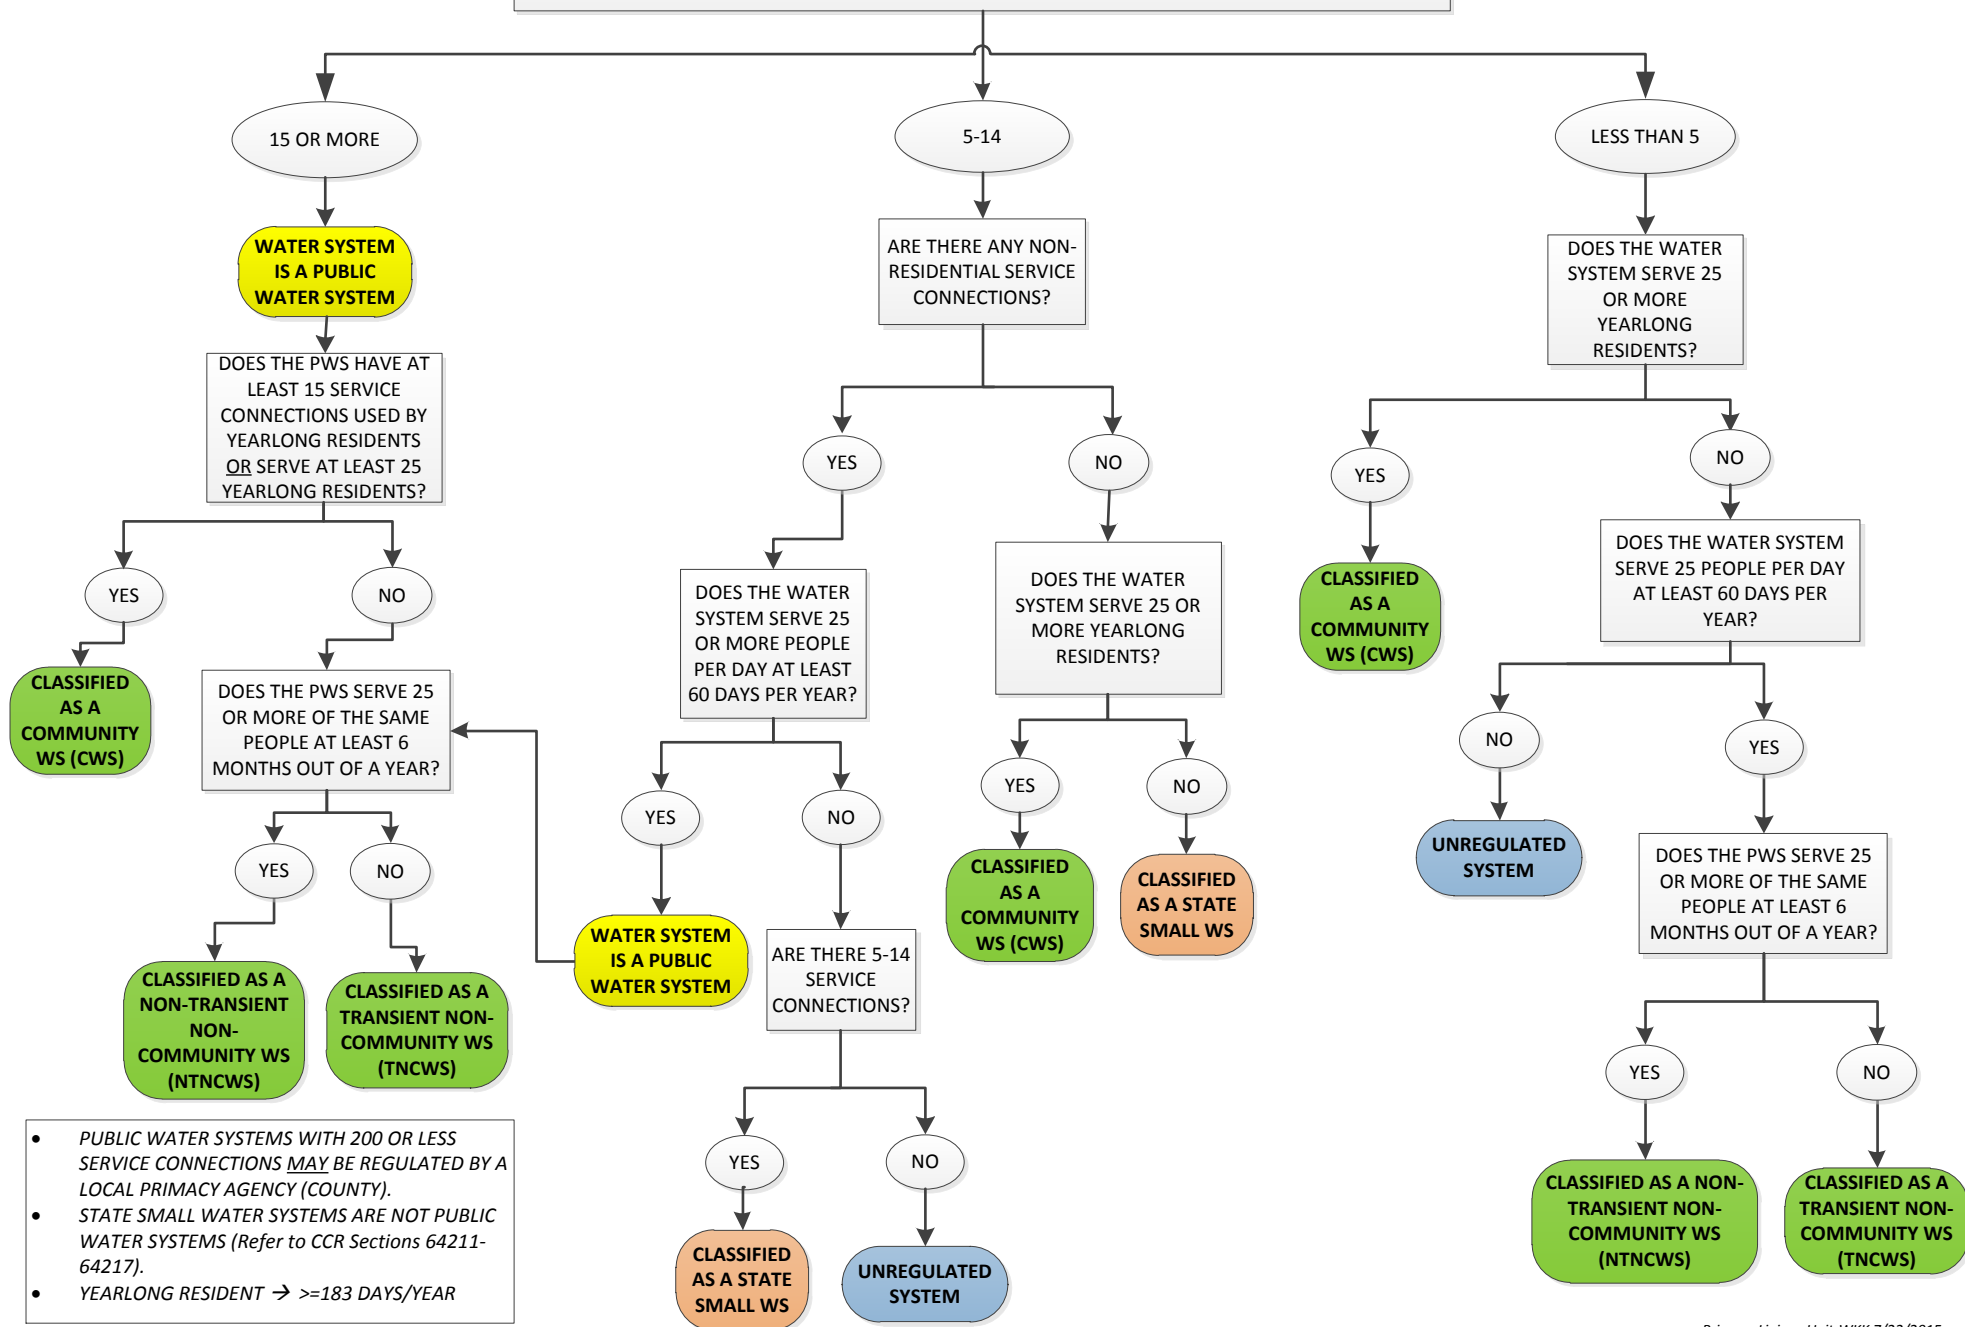 15 OR MORE
5-14
LESS THAN 5
WATER SYSTEM
IS A PUBLIC
WATER SYSTEM
ARE THERE ANY NON-
RESIDENTIAL SERVICE
CONNECTIONS?
DOES THE WATER
SYSTEM SERVE 25
OR MORE
YEARLONG
RESIDENTS?
DOES THE PWS HAVE AT
LEAST 15 SERVICE
CONNECTIONS USED BY
YEARLONG RESIDENTS
OR SERVE AT LEAST 25
YEARLONG RESIDENTS?
YES
NO
YES
NO
YES
NO
DOES THE WATER
SYSTEM SERVE 25
OR MORE PEOPLE
PER DAY AT LEAST
60 DAYS PER YEAR?
DOES THE WATER
SYSTEM SERVE 25 OR
MORE YEARLONG
RESIDENTS?
CLASSIFIED
AS A
COMMUNITY
WS (CWS)
DOES THE WATER SYSTEM
SERVE 25 PEOPLE PER DAY
AT LEAST 60 DAYS PER
YEAR?
CLASSIFIED
AS A
COMMUNITY
WS (CWS)
DOES THE PWS SERVE 25
OR MORE OF THE SAME
PEOPLE AT LEAST 6
MONTHS OUT OF A YEAR?
YES
NO
YES
NO
YES
NO
NO
YES
YES
NO
CLASSIFIED
AS A
COMMUNITY
WS (CWS)
CLASSIFIED
AS A STATE
SMALL WS
UNREGULATED
SYSTEM
DOES THE PWS SERVE 25
OR MORE OF THE SAME
PEOPLE AT LEAST 6
MONTHS OUT OF A YEAR?
CLASSIFIED AS A
NON-TRANSIENT
NON-
COMMUNITY WS
(NTNCWS)
CLASSIFIED AS A
TRANSIENT NON-
COMMUNITY WS
(TNCWS)
WATER SYSTEM
IS A PUBLIC
WATER SYSTEM
ARE THERE 5-14
SERVICE
CONNECTIONS?
YES
NO
YES
NO
CLASSIFIED
AS A STATE
SMALL WS
UNREGULATED
SYSTEM
CLASSIFIED AS A NON-
TRANSIENT NON-
COMMUNITY WS
(NTNCWS)
CLASSIFIED AS A
TRANSIENT NON-
COMMUNITY WS
(TNCWS)
• PUBLIC WATER SYSTEMS WITH 200 OR LESS
SERVICE CONNECTIONS MAY BE REGULATED BY A
LOCAL PRIMACY AGENCY (COUNTY).
• STATE SMALL WATER SYSTEMS ARE NOT PUBLIC
WATER SYSTEMS (Refer to CCR Sections 64211-
64217).
• YEARLONG RESIDENT → >=183 DAYS/YEAR